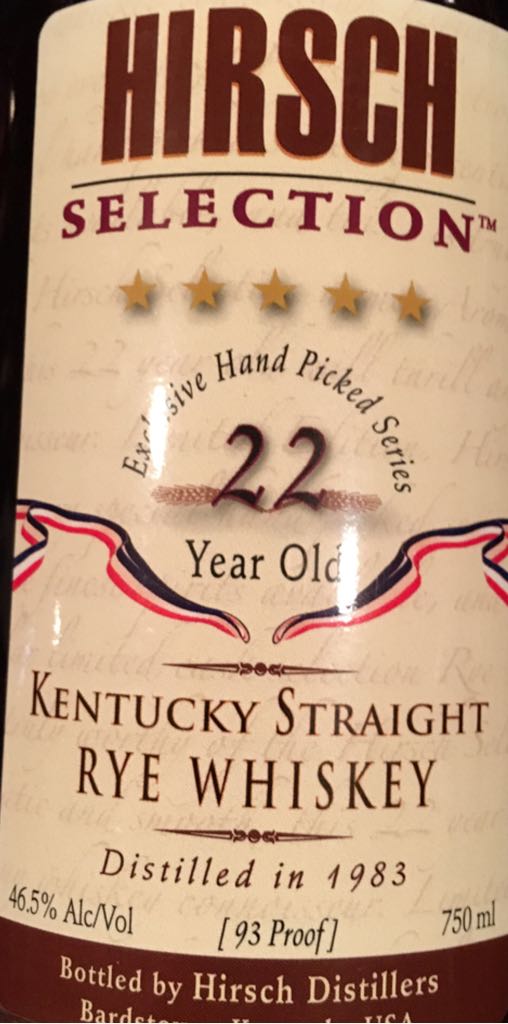 HIRSCH
SELECTION™
Exclusive Hand Picked Series
22
Year Old
KENTUCKY STRAIGHT
RYE WHISKEY
Distilled in 1983
46.5% Alc/Vol [93 Proof] 750 ml
Bottled by Hirsch Distillers
USA